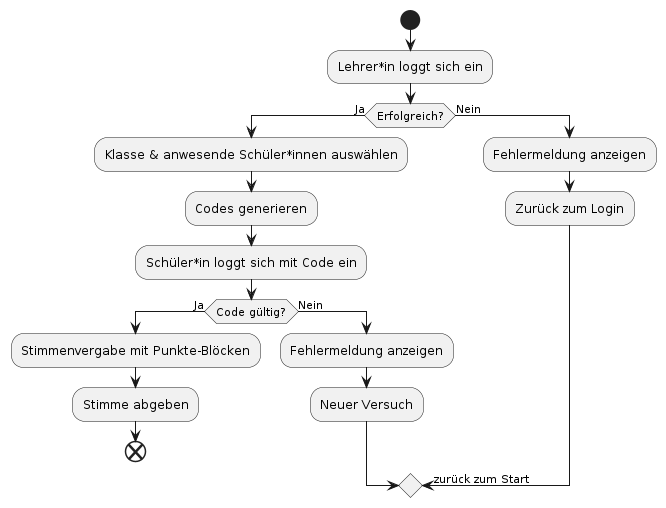 Lehrer*in loggt sich ein
Ja
Erfolgreich?
Nein
Klasse & anwesende Schüler*innen auswählen
Fehlermeldung anzeigen
Codes generieren
Zurück zum Login
Schüler*in loggt sich mit Code ein
Ja
Code gültig?
Nein
Stimmenvergabe mit Punkte-Blöcken
Fehlermeldung anzeigen
Stimme abgeben
Neuer Versuch
zurück zum Start